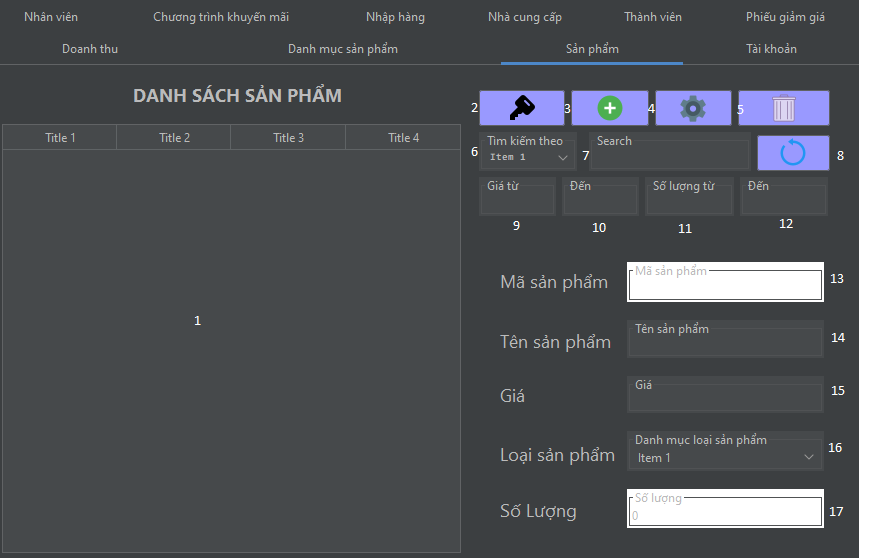 Nhân viên Chương trình khuyến mãi Nhập hàng Nhà cung cấp Thành viên Phiếu giảm giá
Doanh thu Danh mục sản phẩm Sản phẩm Tài khoản
DANH SÁCH SẢN PHẨM
Title 1 Title 2 Title 3 Title 4
1
2 3 4 5
6 Tìm kiếm theo 7 Search 8
Item 1
Giá từ Đến Số lượng từ Đến
9 10 11 12
Mã sản phẩm Mã sản phẩm 13
Tên sản phẩm Tên sản phẩm 14
Giá Giá 15
Loại sản phẩm Danh mục loại sản phẩm 16
Item 1
Số Lượng Số lượng 17
0